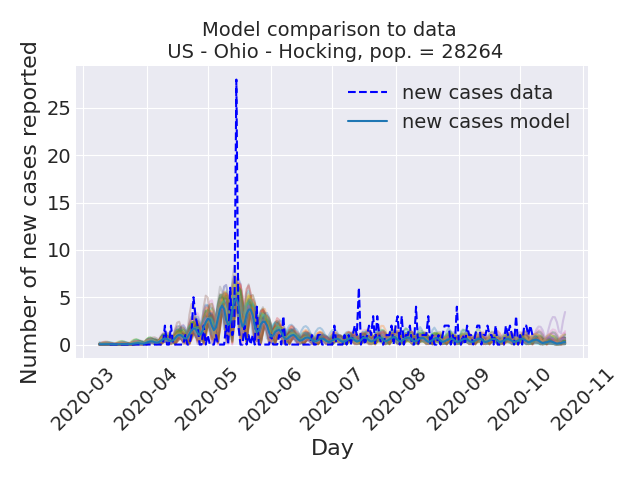 Model comparison to data
US - Ohio - Hocking, pop. = 28264
Number of new cases reported
25
20
15
10
5
0
new cases data
new cases model
2020-03
2020-04
2020-05
2020-06
2020-07
2020-08
2020-09
2020-10
2020-11
Day